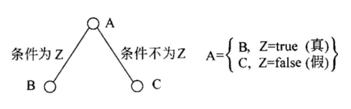 A
条件为Z
条件不为Z
B
C
A={ B, Z=true (真)
C, Z=false (假)